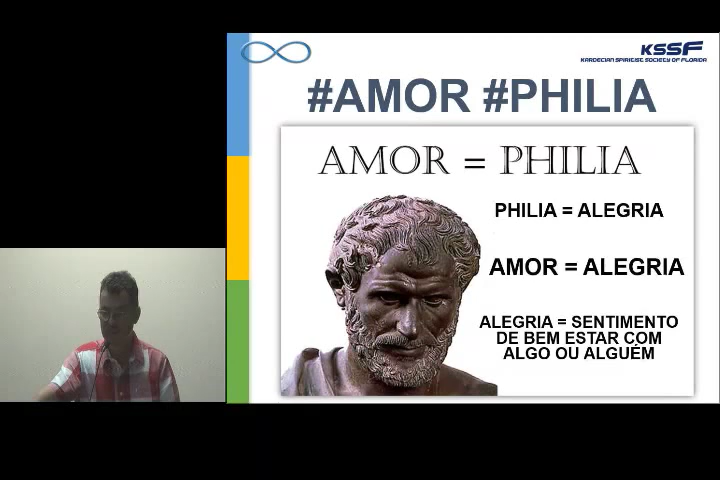 KSSF
KARDECIAN SPIRITIST SOCIETY OF FLORIDA
#AMOR #PHILIA
AMOR = PHILIA
PHILIA = ALEGRIA
AMOR = ALEGRIA
ALEGRIA = SENTIMENTO
DE BEM ESTAR COM
ALGO OU ALGUÉM